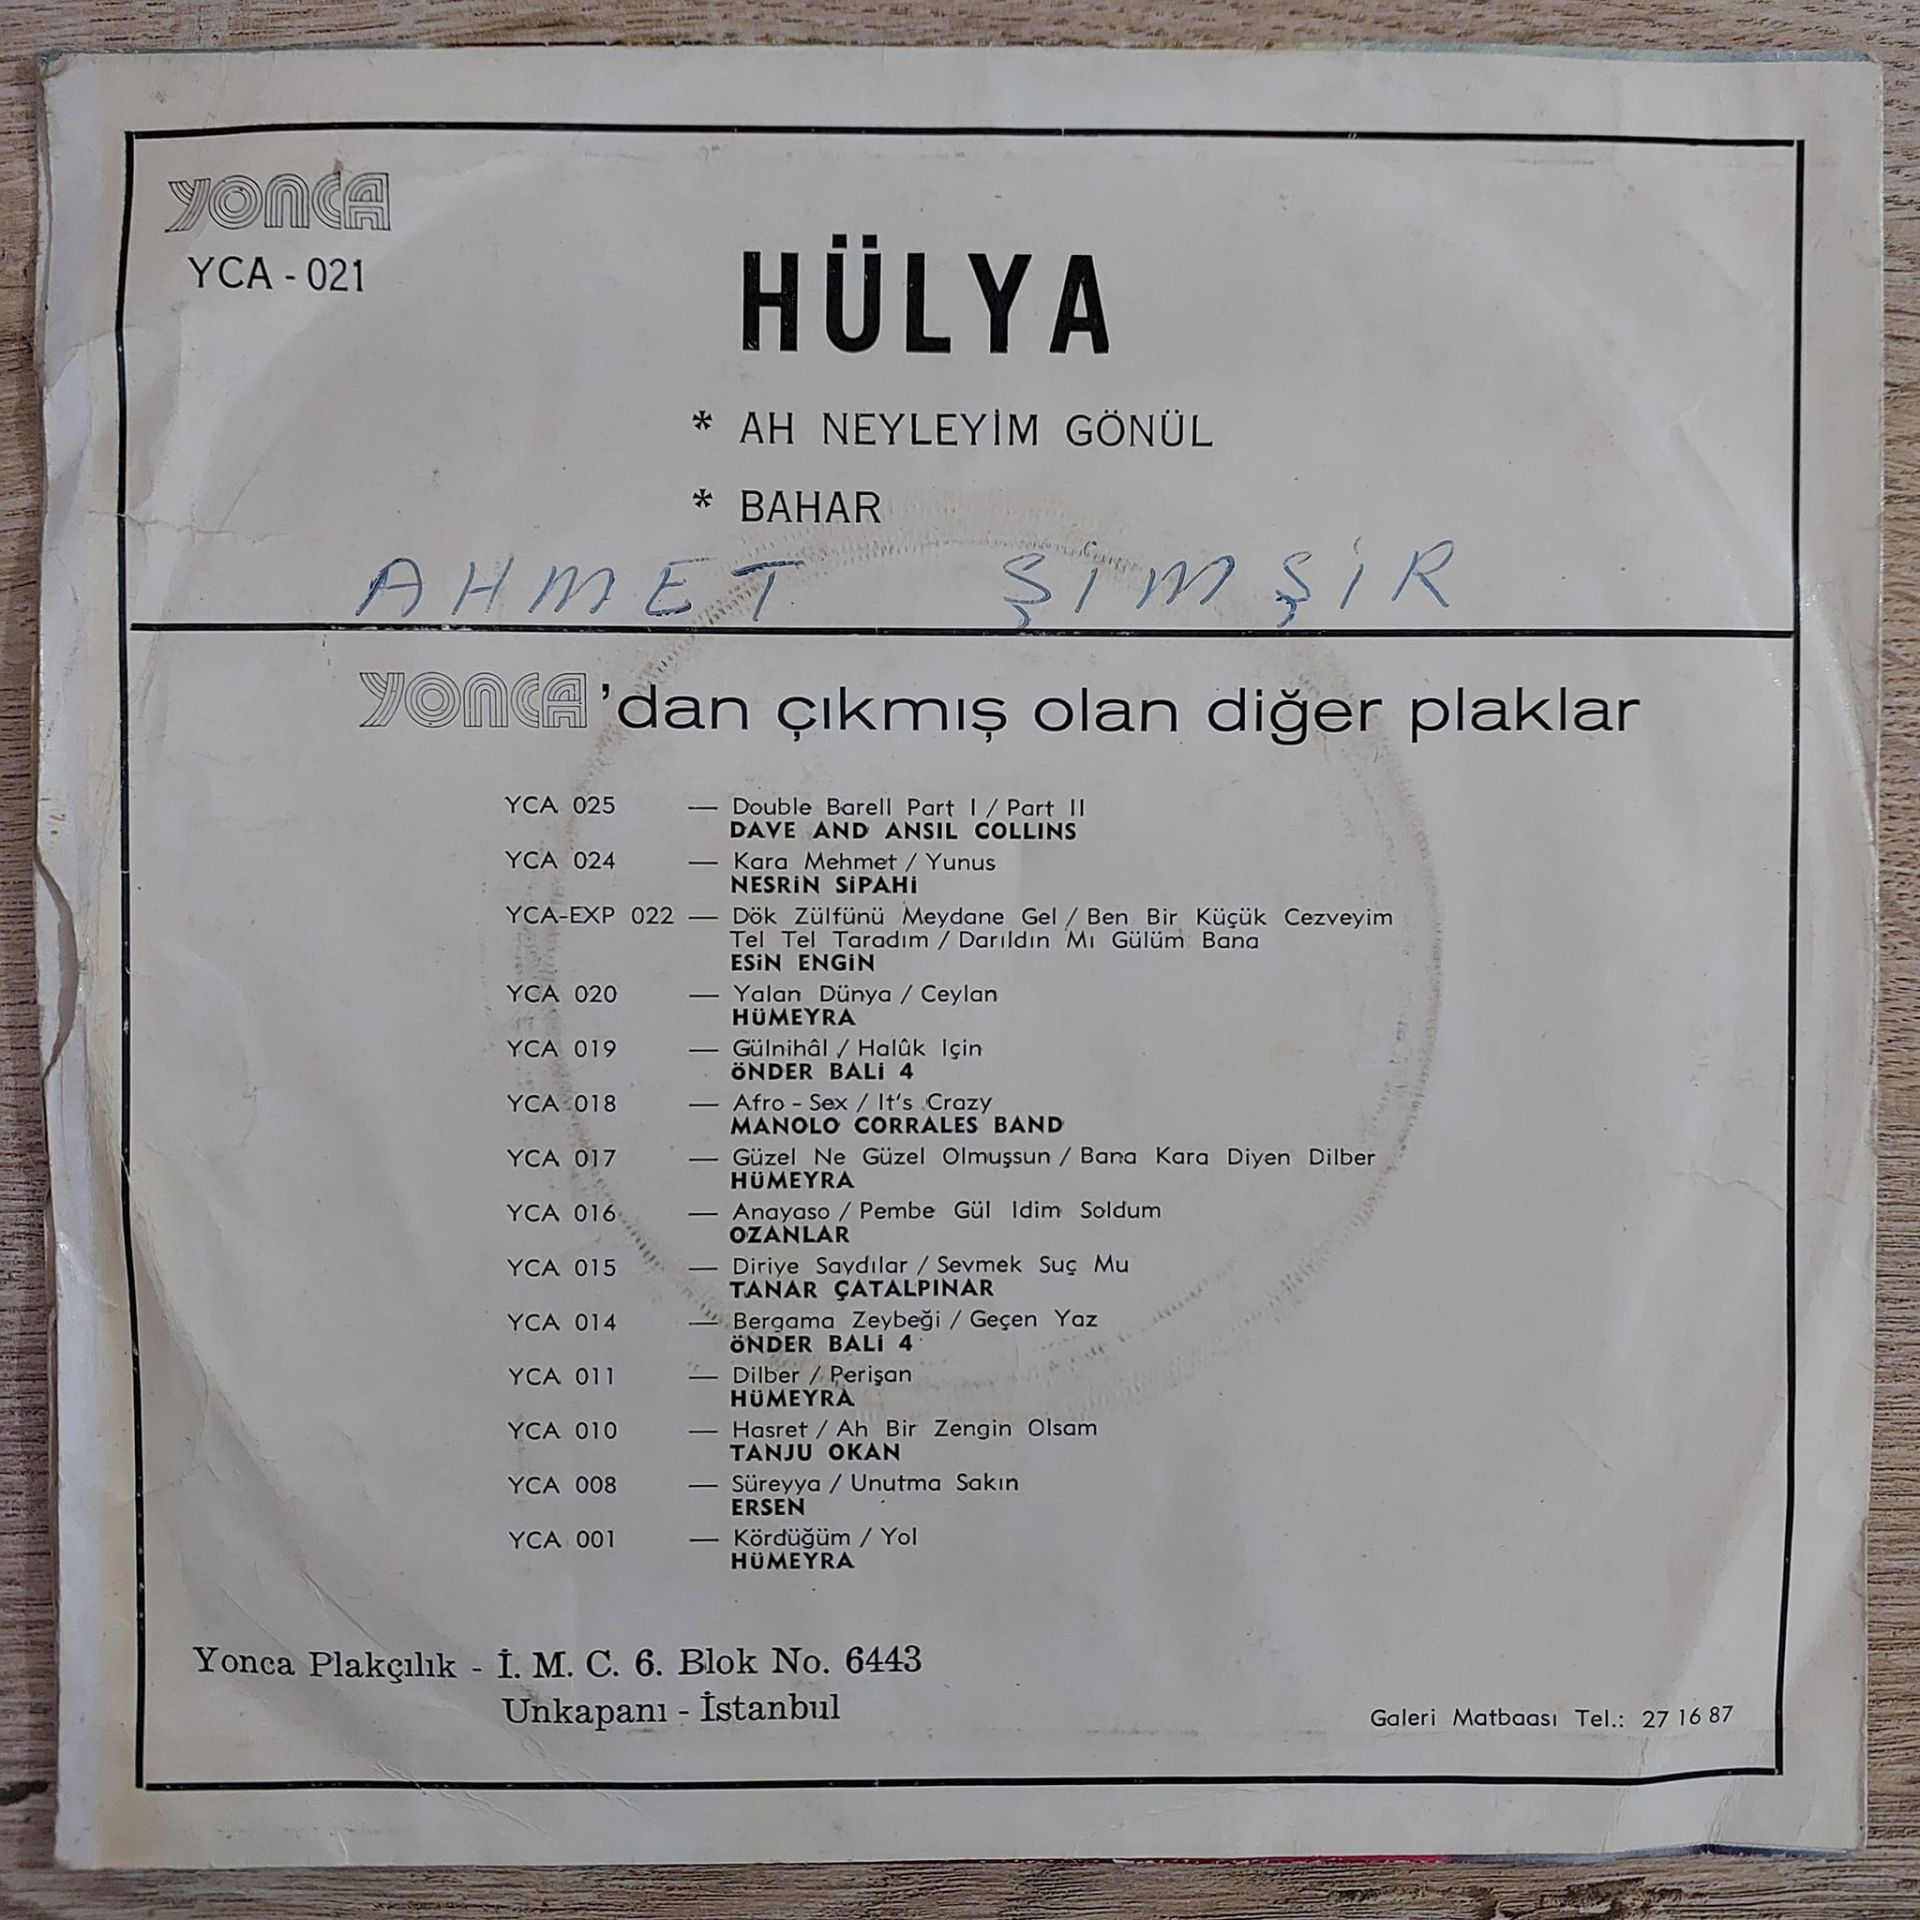 YONCA
YCA - 021
HÜLYA
* AH NEYLEYİM GÖNÜL
* BAHAR
AHMET ŞİMŞİR
YONCA'dan çıkmış olan diğer plaklar
YCA 025 — Double Barell Part I / Part II
DAVE AND ANSIL COLLINS
YCA 024 — Kara Mehmet / Yunus
NESRİN SİPAHİ
YCA-EXP 022 — Dök Zülfünü Meydane Gel / Ben Bir Küçük Cezveyim
Tel Tel Taradım / Darıldın Mı Gülüm Bana
ESİN ENGİN
YCA 020 — Yalan Dünya / Ceylan
HÜMEYRA
YCA 019 — Gülnihâl / Halûk Için
ÖNDER BALİ 4
YCA 018 — Afro - Sex / It's Crazy
MANOLO CORRALES BAND
YCA 017 — Güzel Ne Güzel Olmuşsun / Bana Kara Diyen Dilber
HÜMEYRA
YCA 016 — Anayaso / Pembe Gül Idim Soldum
OZANLAR
YCA 015 — Diriye Saydılar / Sevmek Suç Mu
TANAR ÇATALPINAR
YCA 014 — Bergama Zeybeği / Geçen Yaz
ÖNDER BALİ 4
YCA 011 — Dilber / Perişan
HÜMEYRA
YCA 010 — Hasret / Ah Bir Zengin Olsam
TANJU OKAN
YCA 008 — Süreyya / Unutma Sakın
ERSEN
YCA 001 — Kördüğüm / Yol
HÜMEYRA
Yonca Plakçılık - İ. M. C. 6. Blok No. 6443
Unkapanı - İstanbul
Galeri Matbaası Tel.: 27 16 87